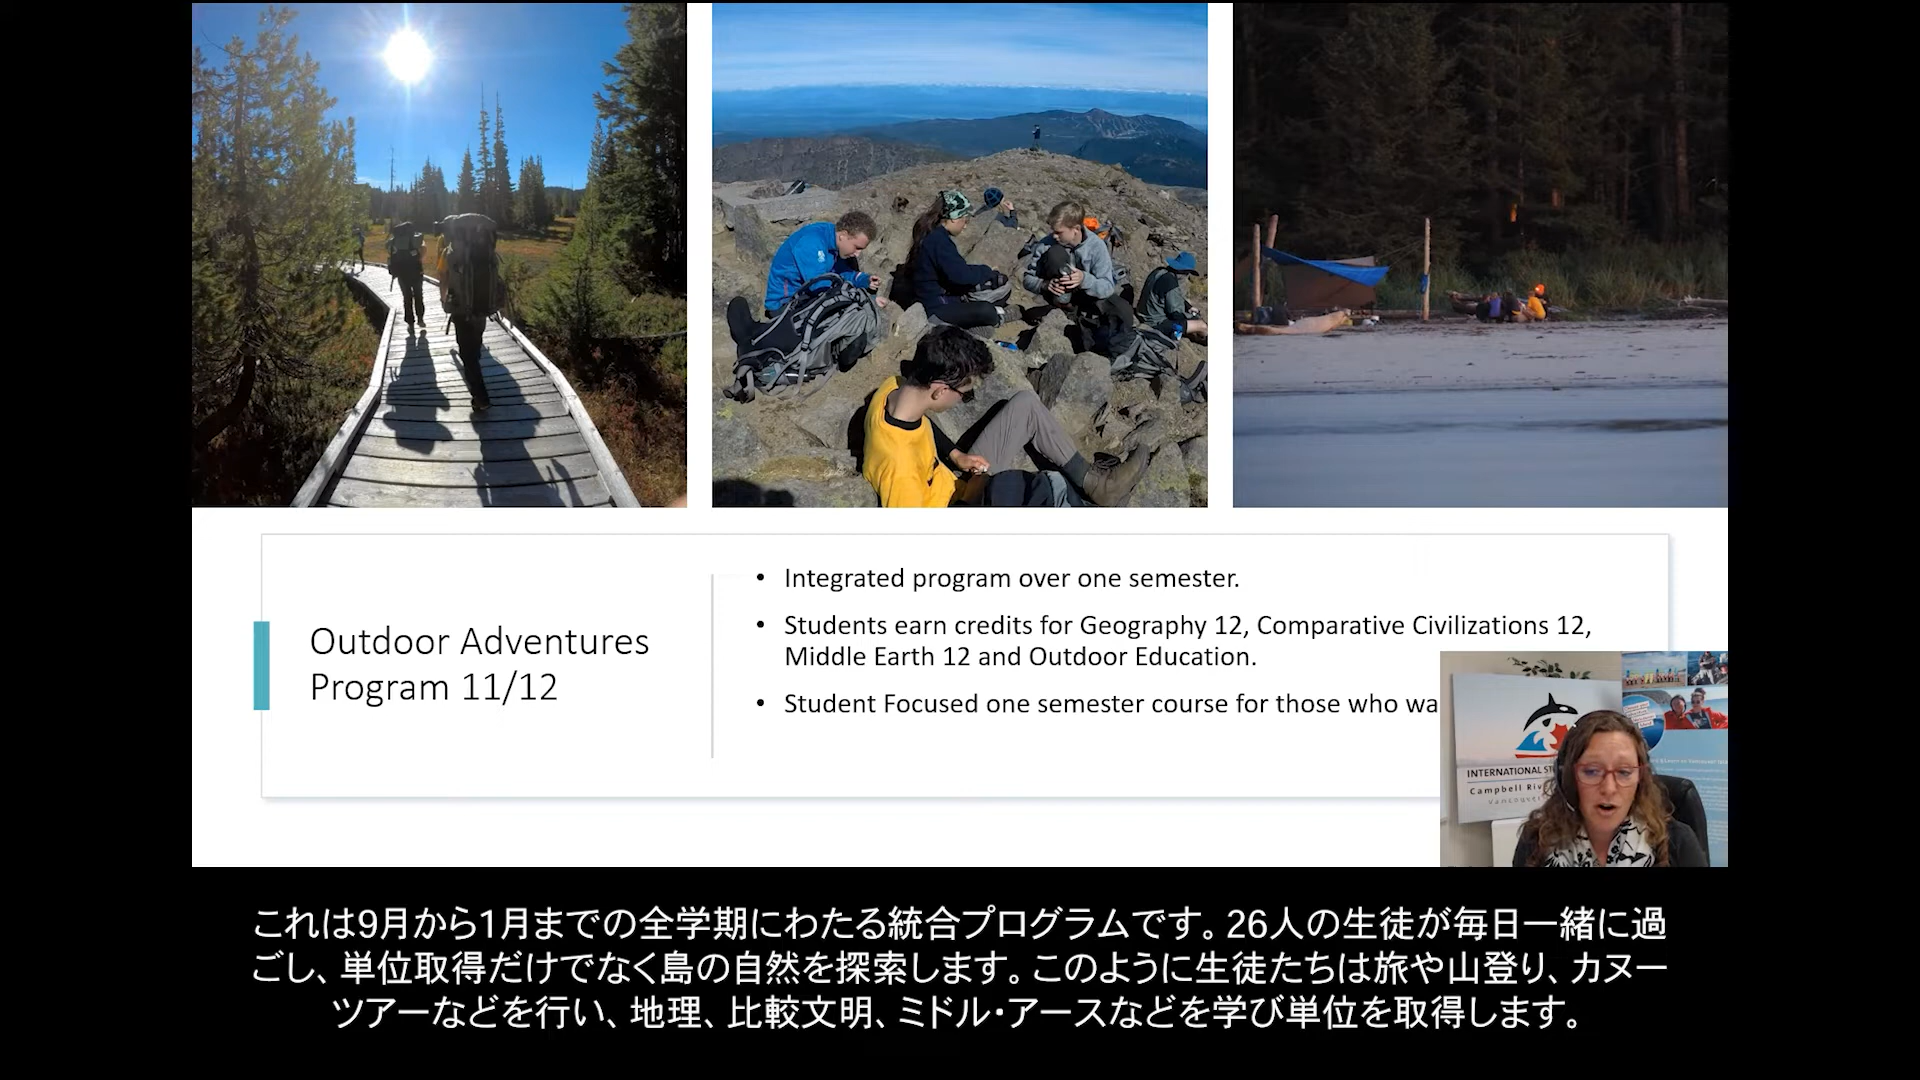 Outdoor Adventures
Program 11/12
• Integrated program over one semester.
• Students earn credits for Geography 12, Comparative Civilizations 12,
Middle Earth 12 and Outdoor Education.
• Student Focused one semester course for those who wa
INTERNATIONAL ST
Campbell Riv
Vancouver
これは9月から1月までの全学期にわたる統合プログラムです。26人の生徒が毎日一緒に過
ごし、単位取得だけでなく島の自然を探索します。このように生徒たちは旅や山登り、カヌー
ツアーなどを行い、地理、比較文明、ミドル・アースなどを学び単位を取得します。